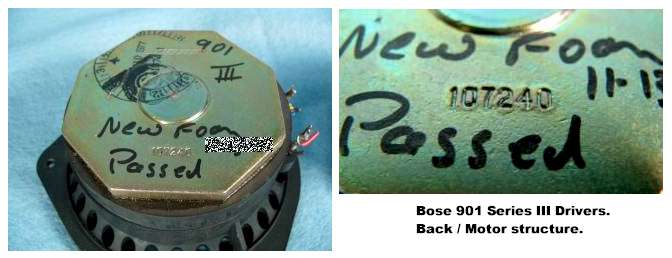 901
III
New Foam
107240
Passed
New Foam
11-13
107240
Passed
Bose 901 Series III Drivers.
Back / Motor structure.